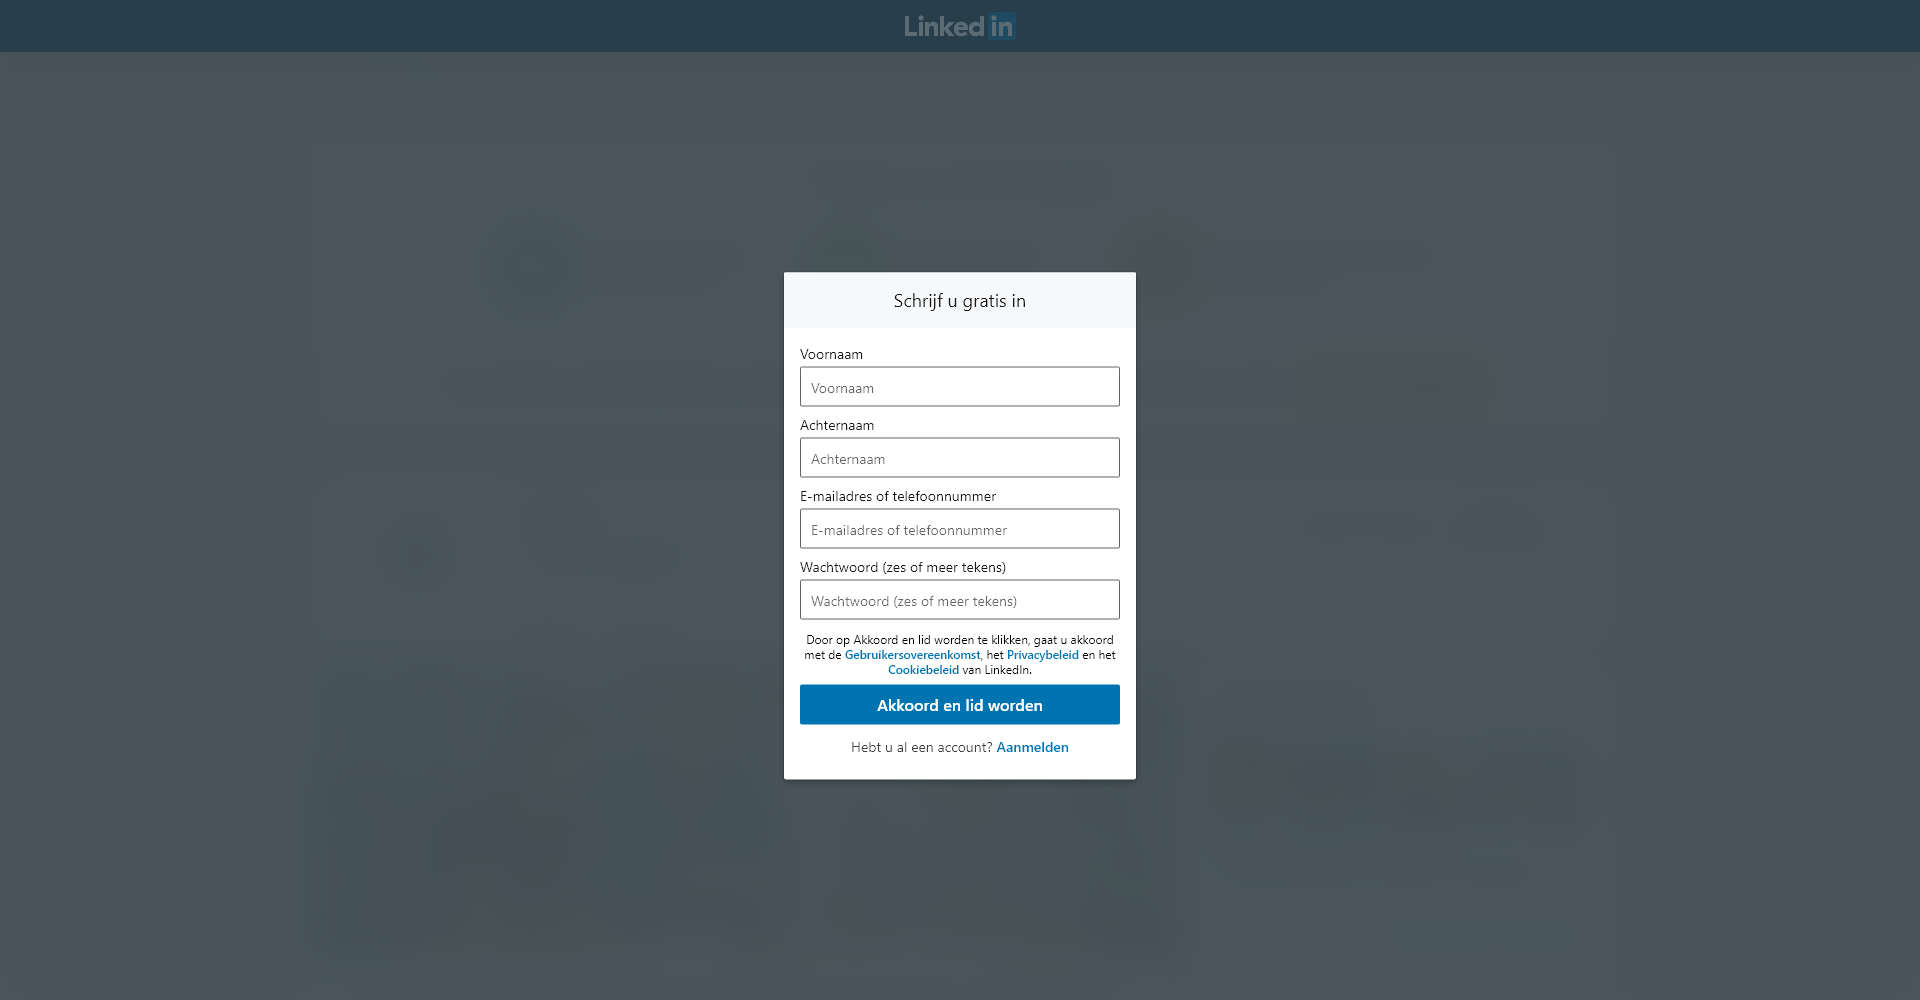 Linked in
Schrijf u gratis in
Voornaam
Voornaam
Achternaam
Achternaam
E-mailadres of telefoonnummer
E-mailadres of telefoonnummer
Wachtwoord (zes of meer tekens)
Wachtwoord (zes of meer tekens)
Door op Akkoord en lid worden te klikken, gaat u akkoord
met de Gebruikersovereenkomst, het Privacybeleid en het
Cookiebeleid van LinkedIn.
Akkoord en lid worden
Hebt u al een account? Aanmelden